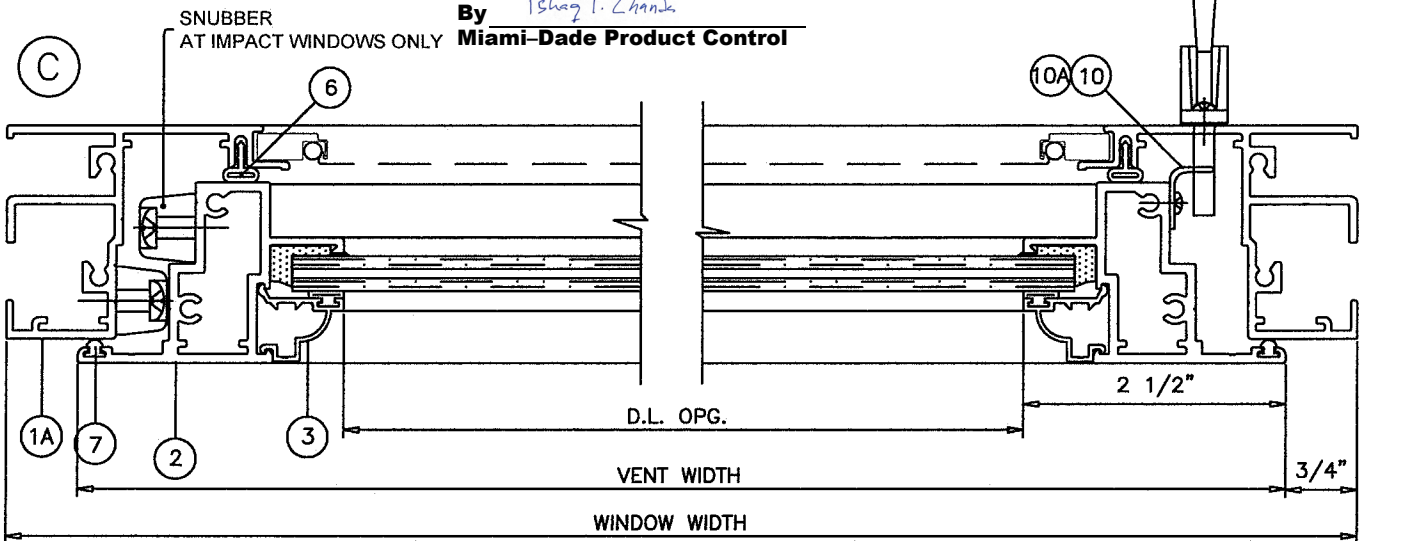 SNUBBER
AT IMPACT WINDOWS ONLY
By
Miami–Dade Product Control
C
6
10A 10
2 1/2"
D.L. OPG.
1A
7
2
3
VENT WIDTH
3/4"
WINDOW WIDTH